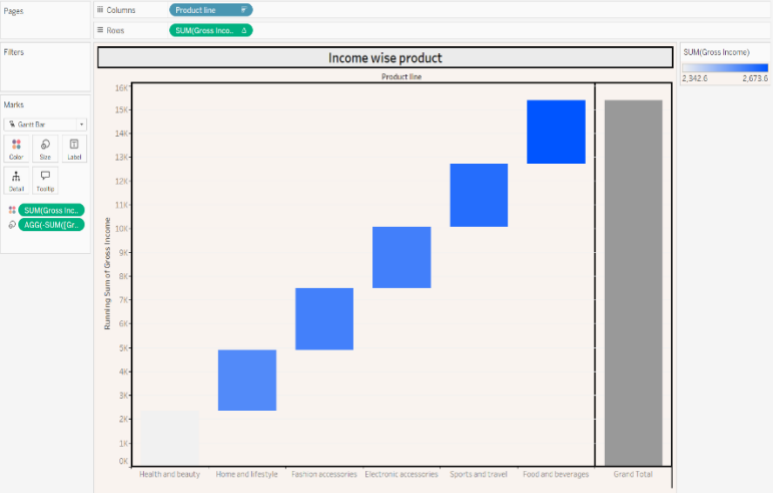 Pages
Columns
Product line
Rows
SUM(Gross Inco..
Filters
Marks
Gantt Bar
Color
Size
Label
Detail
Tooltip
SUM(Gross Inc..
AGG(-SUM([Gr..
Income wise product
Product line
Running Sum of Gross Income
16K
15K
14K
13K
12K
11K
10K
9K
8K
7K
6K
5K
4K
3K
2K
1K
0K
Health and beauty
Home and lifestyle
Fashion accessories
Electronic accessories
Sports and travel
Food and beverages
Grand Total
SUM(Gross Income)
2,342.6
2,673.6